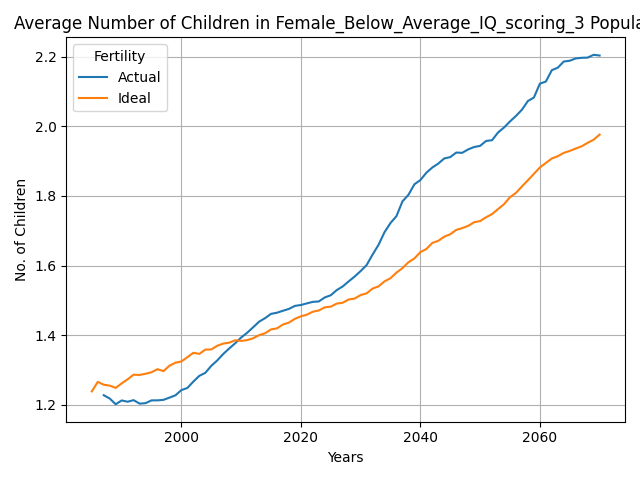 Average Number of Children in Female_Below_Average_IQ_scoring_3 Popula
Fertility
Actual
Ideal
2.2
2.0
1.8
1.6
1.4
1.2
No. of Children
2000 2020 2040 2060
Years